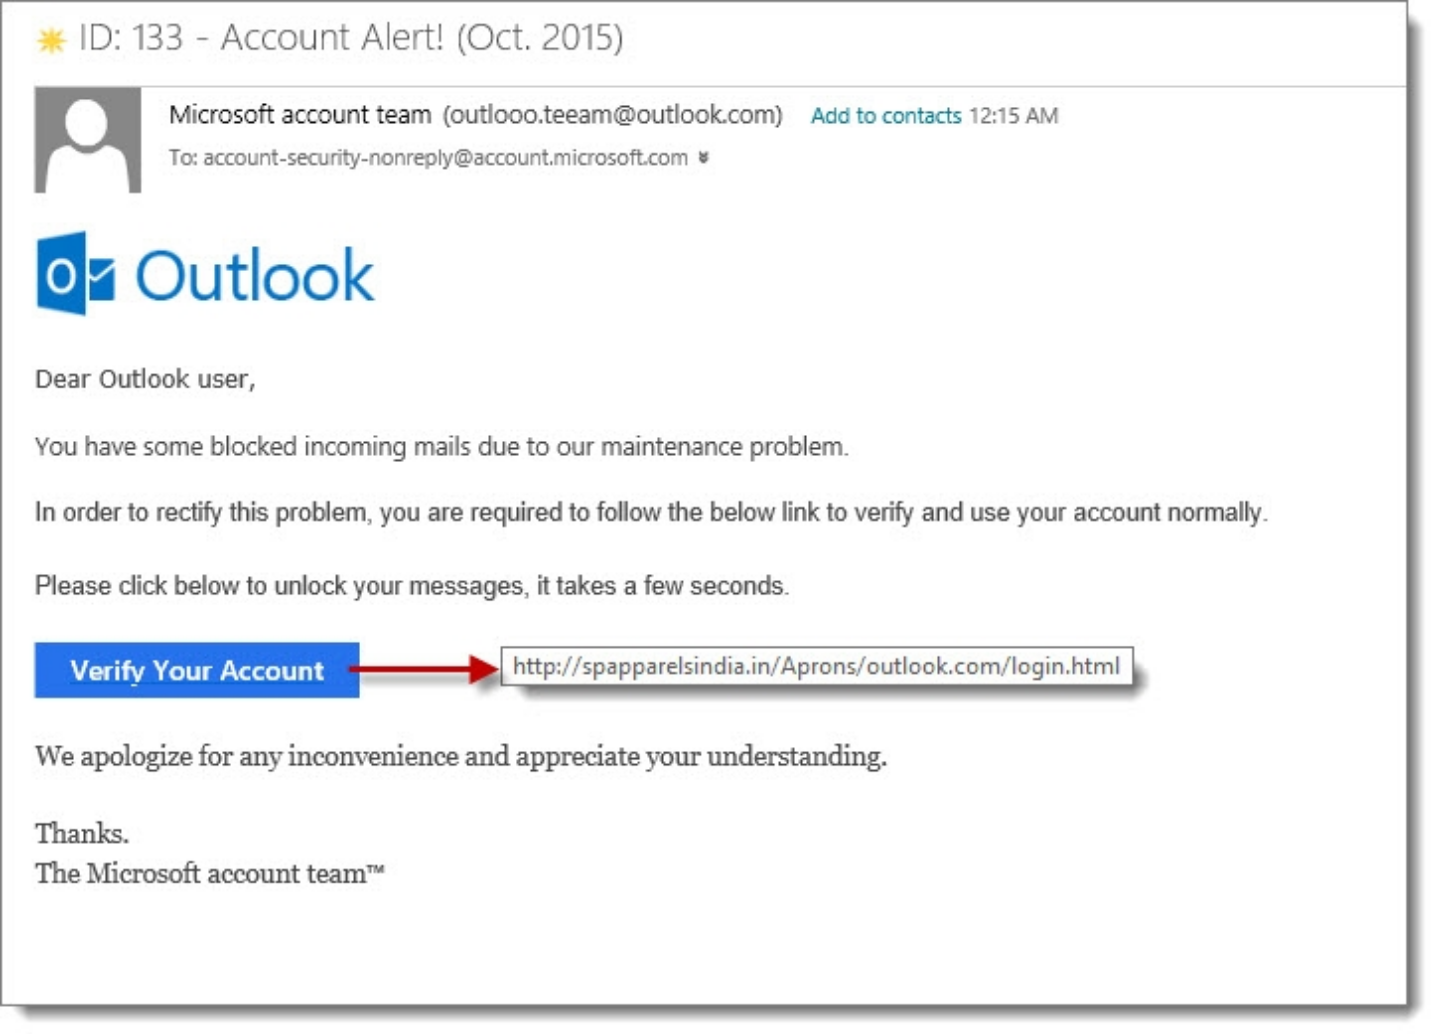 ID: 133 - Account Alert! (Oct. 2015)
Microsoft account team (outlooo.teeam@outlook.com) Add to contacts 12:15 AM
To: account-security-nonreply@account.microsoft.com
Outlook
Dear Outlook user,
You have some blocked incoming mails due to our maintenance problem.
In order to rectify this problem, you are required to follow the below link to verify and use your account normally.
Please click below to unlock your messages, it takes a few seconds.
Verify Your Account http://spapparelsindia.in/Aprons/outlook.com/login.html
We apologize for any inconvenience and appreciate your understanding.
Thanks.
The Microsoft account team™